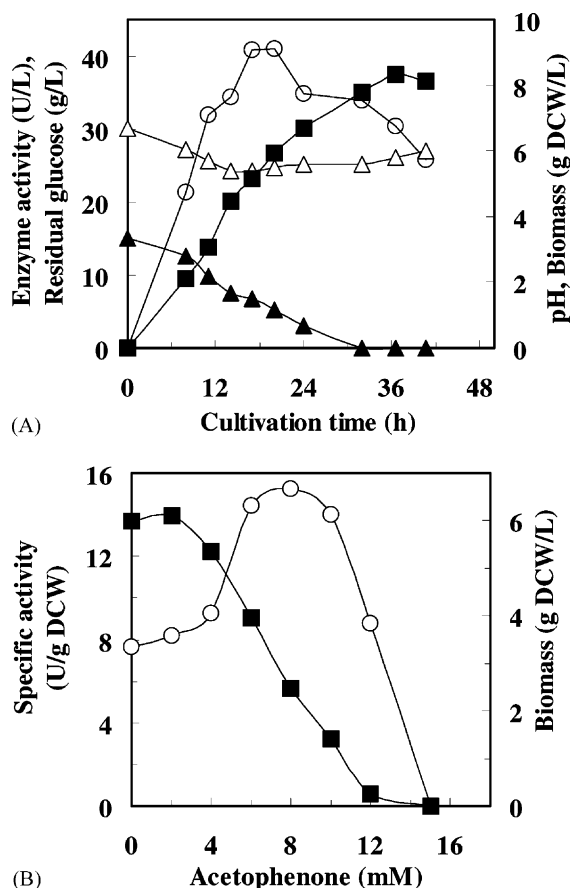 Enzyme activity (U/L),
Residual glucose (g/L)
40
30
20
10
0
10
8
6
4
2
0
pH, Biomass (g DCW/L)
0 12 24 36 48
Cultivation time (h)
(A)
Specific activity
(U/g DCW)
16
12
8
4
0
6
4
2
0
Biomass (g DCW/L)
0 4 8 12 16
Acetophenone (mM)
(B)